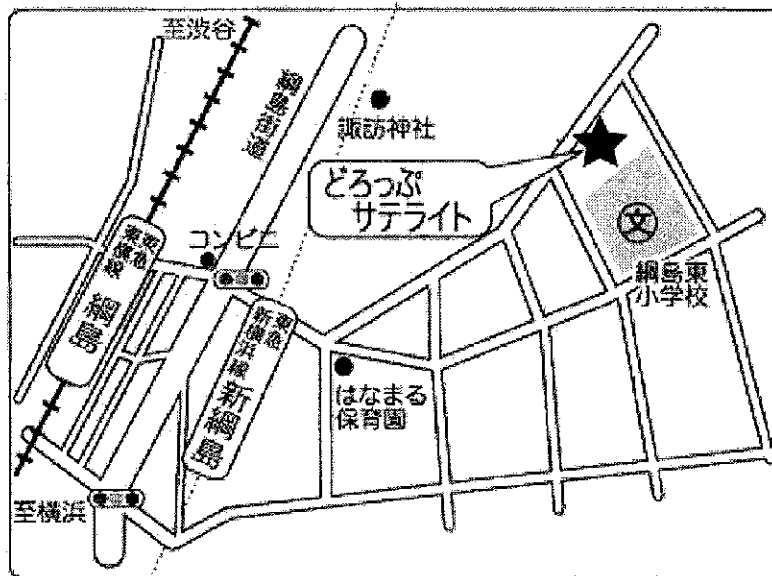 至渋谷
綱島街道
諏訪神社
どろっぷ
サテライト
文
コンビニ
綱島東
小学校
東急
東横線 綱島
東急
新横浜線 新綱島
はなまる
保育園
至横浜